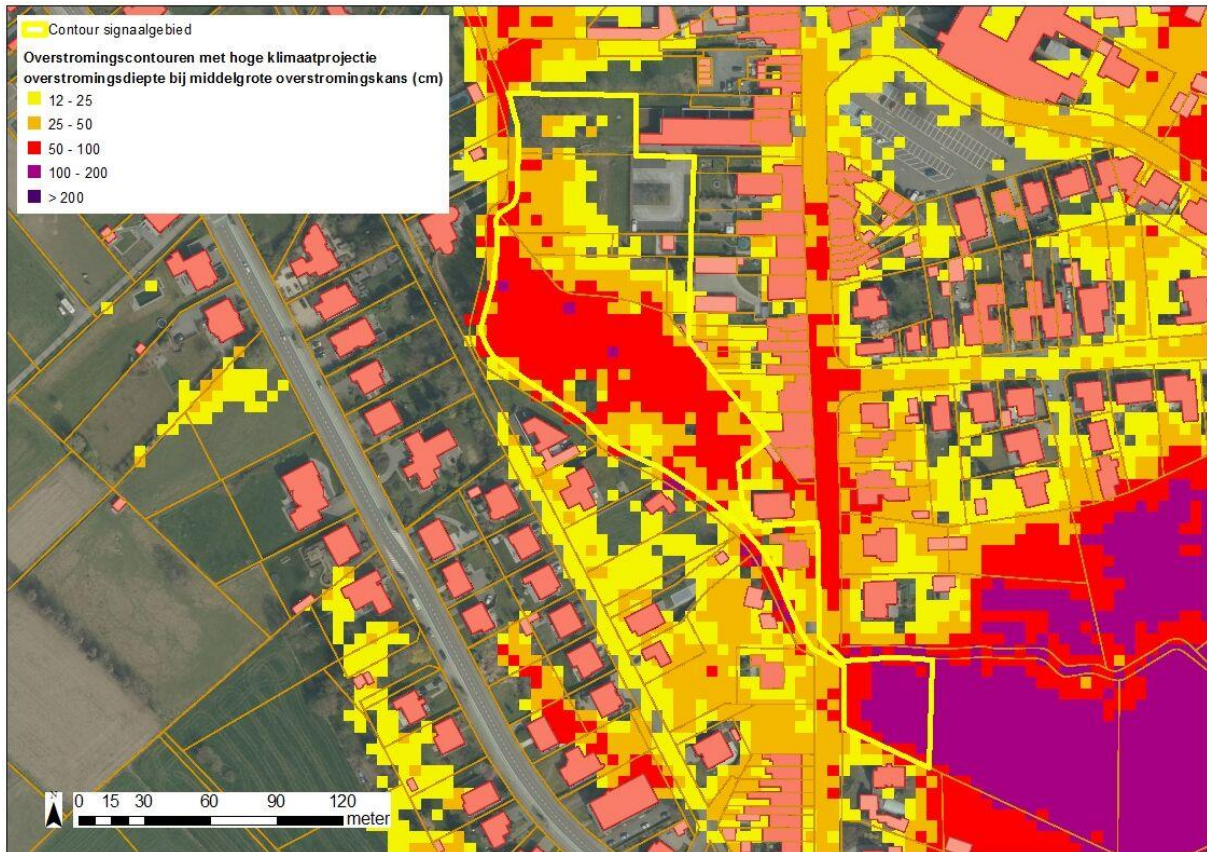 Contour signaalgebied
Overstromingscontouren met hoge klimaatprojectie
overstromingsdiepte bij middelgrote overstromingskans (cm)
12 - 25
25 - 50
50 - 100
100 - 200
> 200
N
0 15 30 60 90 120
meter